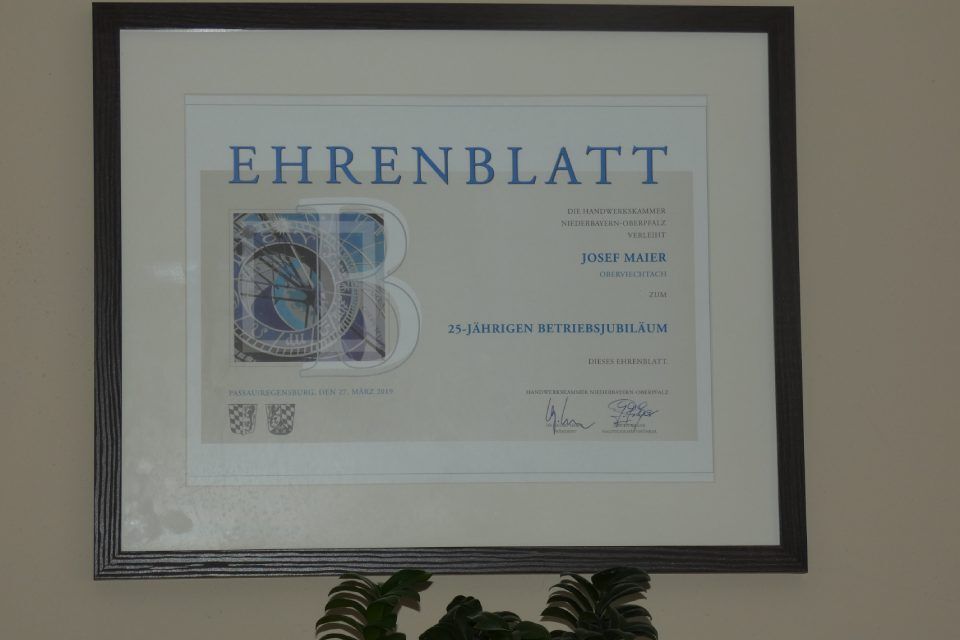 EHRENBLATT
B
DIE HANDWERKSKAMMER
NIEDERBAYERN-OBERPFALZ
VERLEIHT
JOSEF MAIER
OBERVIECHTACH
ZUM
25-JÄHRIGEN BETRIEBSJUBILÄUM
DIESES EHRENBLATT.
PASSAU/REGENSBURG, DEN 27. MÄRZ 2019
HANDWERKSKAMMER NIEDERBAYERN-OBERPFALZ